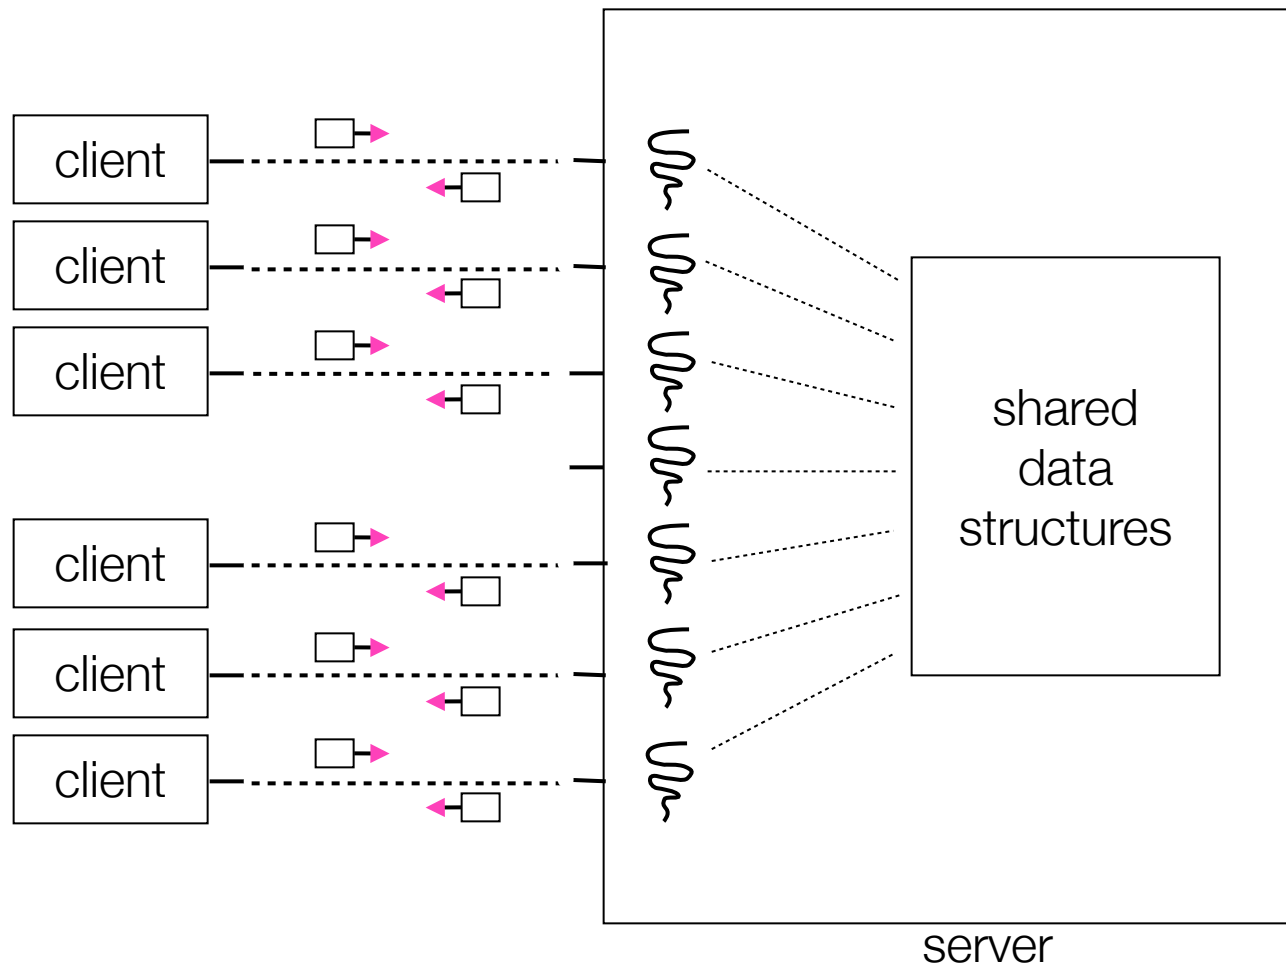 client
client
client
client
client
client
shared
data
structures
server